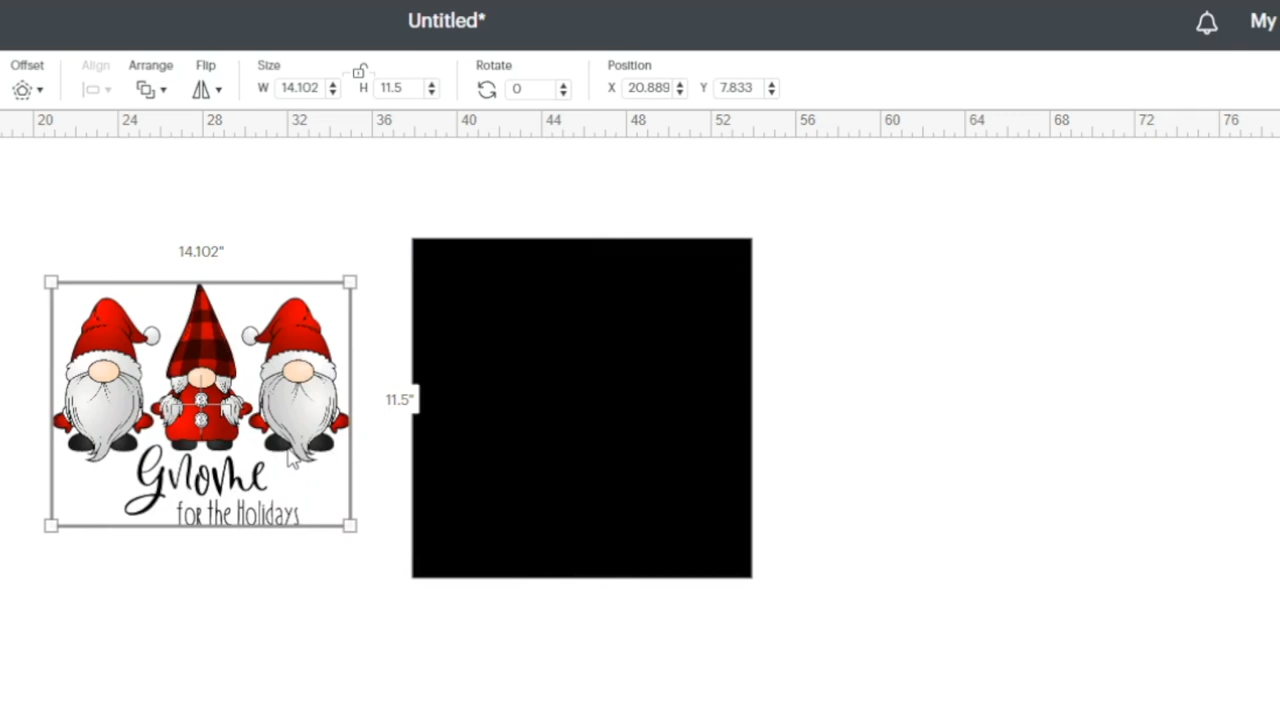 Untitled*
My
Offset
Align
Arrange
Flip
Size
W 14.102
H 11.5
Rotate
0
Position
X 20.889
Y 7.833
20 24 28 32 36 40 44 48 52 56 60 64 68 72 76
14.102"
11.5"
Gnome
for the Holidays